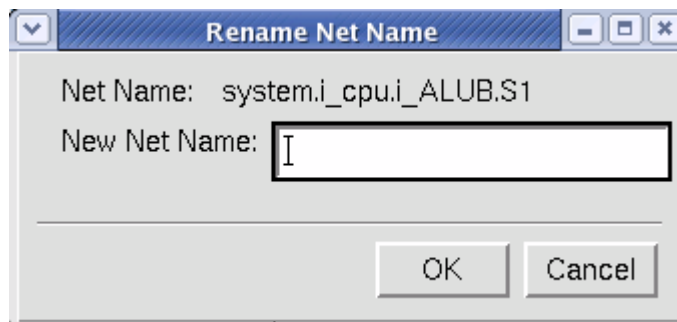 Rename Net Name
Net Name: system.i_cpu.i_ALUB.S1
New Net Name:
OK Cancel